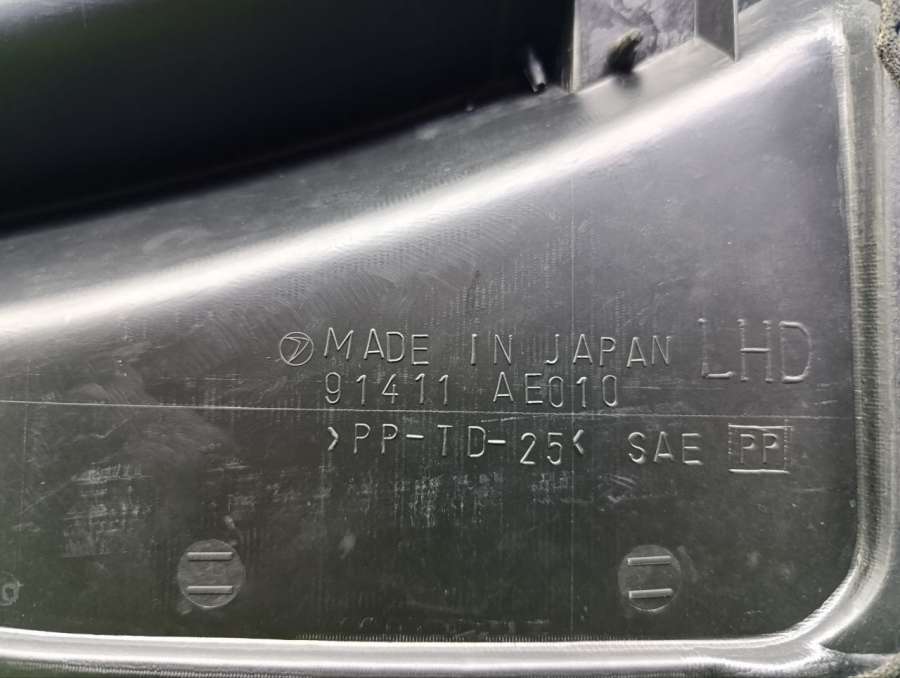 MADE IN JAPAN LHD
91411 AE010
>PP-TD-25< SAE PP